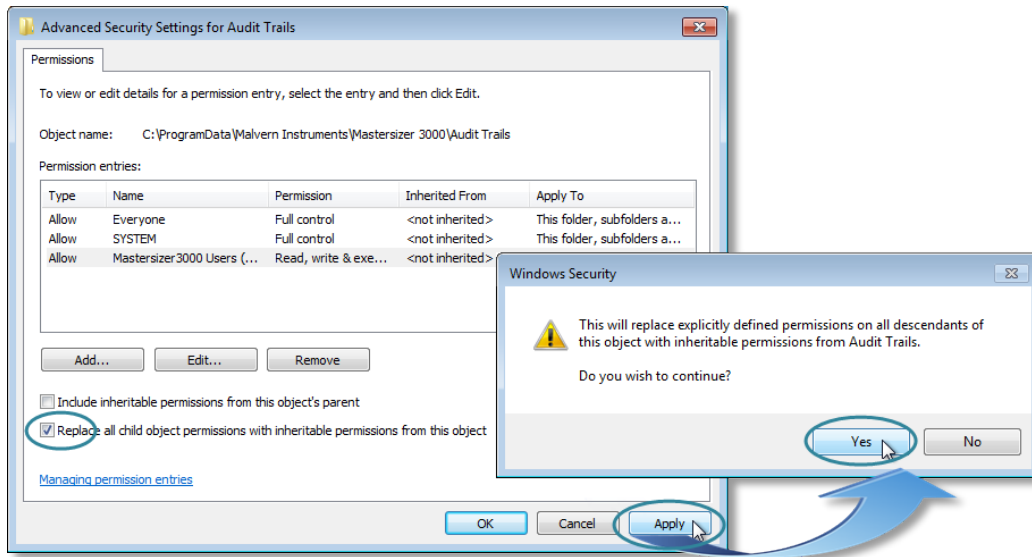 Advanced Security Settings for Audit Trails
Permissions
To view or edit details for a permission entry, select the entry and then click Edit.
Object name: C:\ProgramData\Malvern Instruments\Mastersizer 3000\Audit Trails
Permission entries:
Type Name Permission Inherited From Apply To
Allow Everyone Full control <not inherited> This folder, subfolders a...
Allow SYSTEM Full control <not inherited> This folder, subfolders a...
Allow Mastersizer3000 Users (... Read, write & exe... <not inherited>
Add... Edit... Remove
Include inheritable permissions from this object's parent
Replace all child object permissions with inheritable permissions from this object
Managing permission entries
OK Cancel Apply
Windows Security
This will replace explicitly defined permissions on all descendants of
this object with inheritable permissions from Audit Trails.
Do you wish to continue?
Yes No